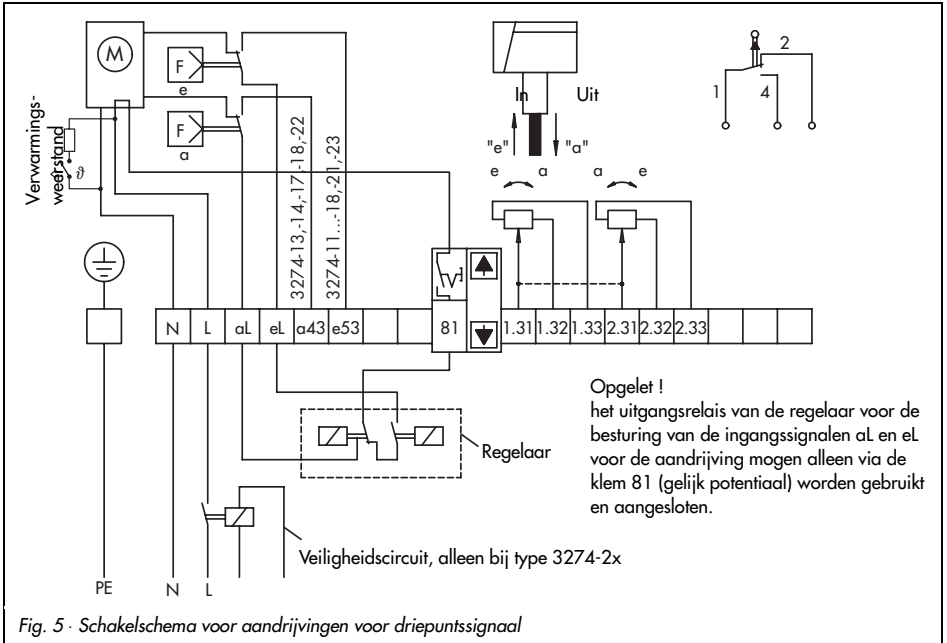 M
F
e
F
a
Verwarmings-
weerstand
ϑ
3274-13,-14,-17,-18,-22
3274-11...-18,-21,-23
In
Uit
"e"
"a"
e a
a e
1
2
4
N L aL eL a43 e53 81 1.31 1.32 1.33 2.31 2.32 2.33
Regelaar
Opgelet !
het uitgangsrelais van de regelaar voor de
besturing van de ingangssignalen aL en eL
voor de aandrijving mogen alleen via de
klem 81 (gelijk potentiaal) worden gebruikt
en aangesloten.
Veiligheidscircuit, alleen bij type 3274-2x
PE N L
Fig. 5 · Schakelschema voor aandrijvingen voor driepuntssignaal